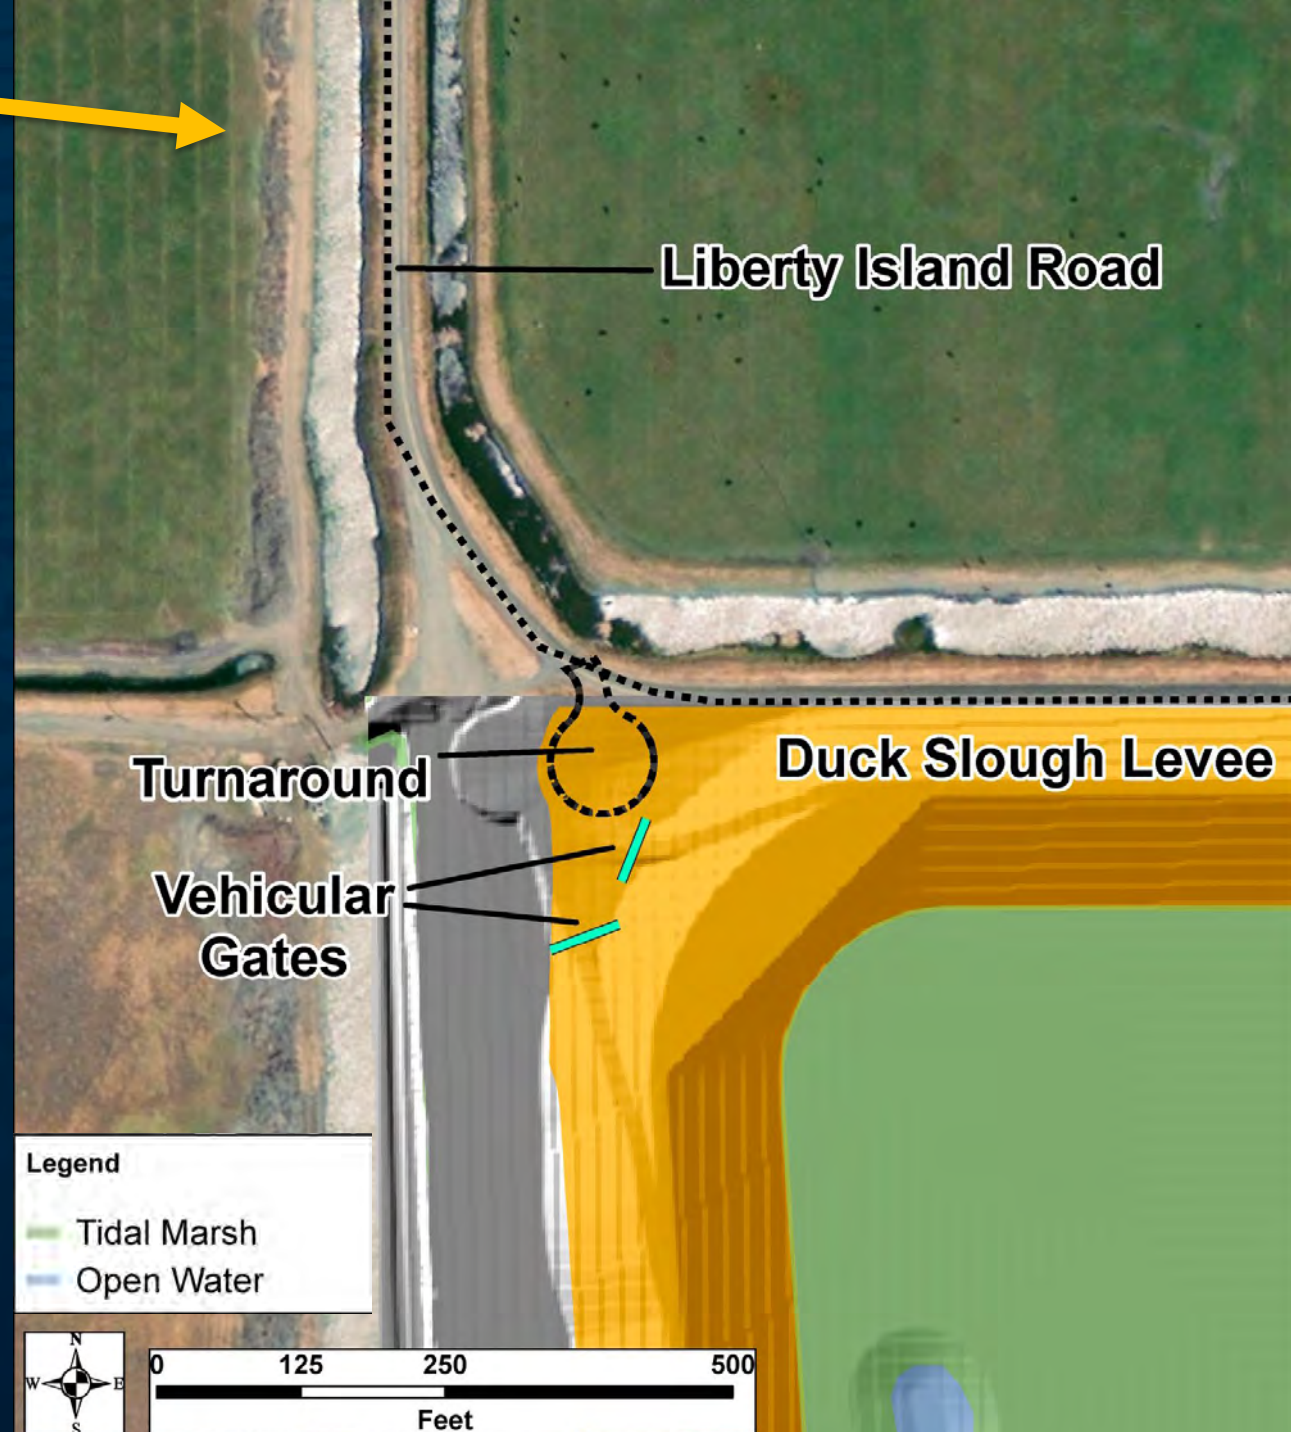 Liberty Island Road
Duck Slough Levee
Turnaround
Vehicular
Gates
Legend
Tidal Marsh
Open Water
N
W E
S
0 125 250 500
Feet